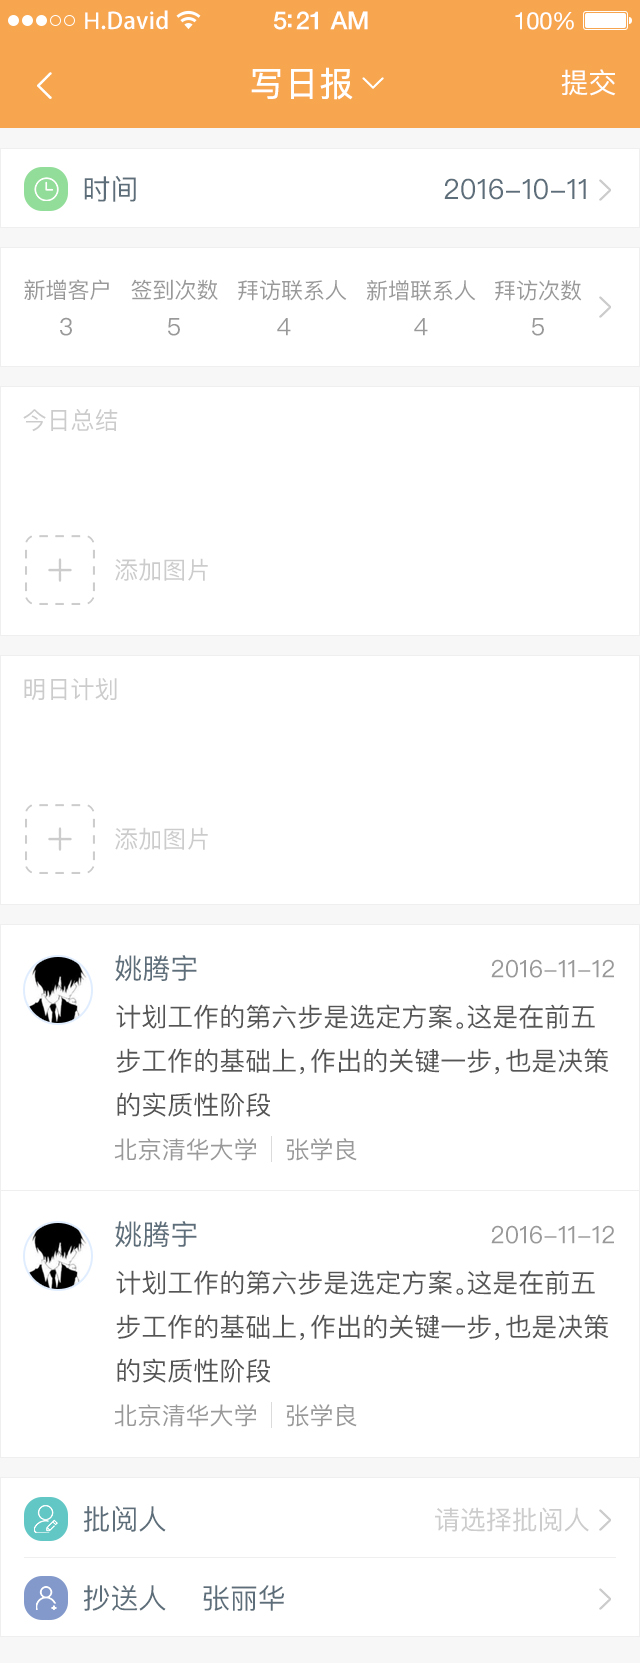 H.David 5:21 AM 100%
写日报 提交
时间 2016-10-11
新增客户 签到次数 拜访联系人 新增联系人 拜访次数
3 5 4 4 5
今日总结
添加图片
明日计划
添加图片
姚腾宇 2016-11-12
计划工作的第六步是选定方案。这是在前五
步工作的基础上,作出的关键一步,也是决策
的实质性阶段
北京清华大学 张学良
姚腾宇 2016-11-12
计划工作的第六步是选定方案。这是在前五
步工作的基础上,作出的关键一步,也是决策
的实质性阶段
北京清华大学 张学良
批阅人 请选择批阅人
抄送人 张丽华